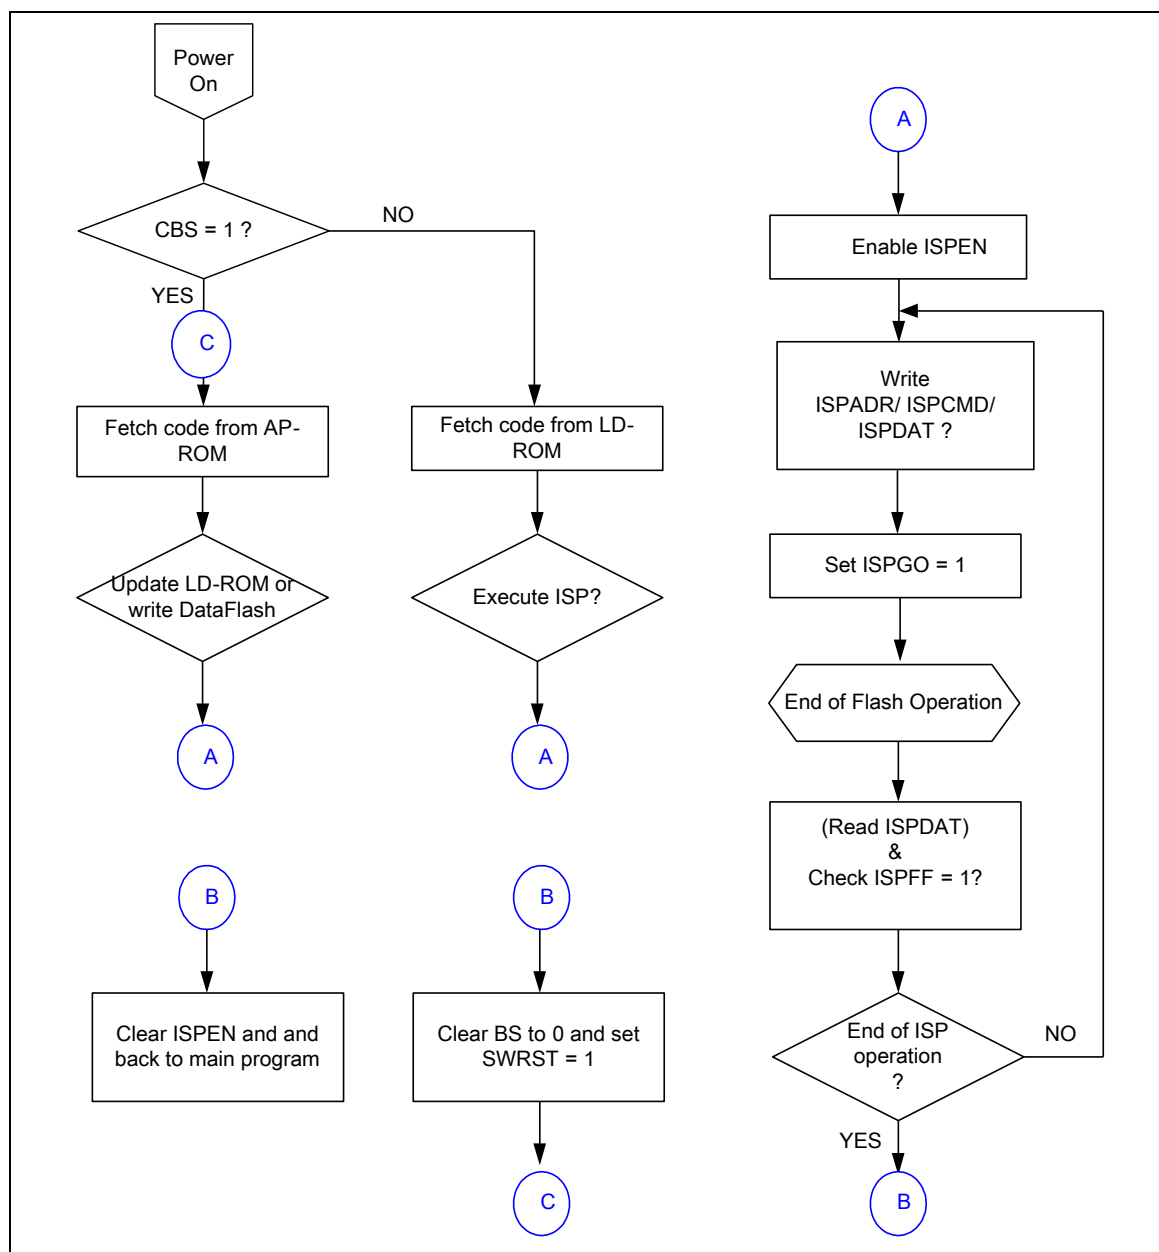 Power
On
CBS = 1 ?
NO
YES
C
Fetch code from AP-
ROM
Fetch code from LD-
ROM
Update LD-ROM or
write DataFlash
Execute ISP?
A
A
B
B
Clear ISPEN and and
back to main program
Clear BS to 0 and set
SWRST = 1
C
A
Enable ISPEN
Write
ISPADR/ ISPCMD/
ISPDAT ?
Set ISPGO = 1
End of Flash Operation
(Read ISPDAT)
&
Check ISPFF = 1?
End of ISP
operation
?
NO
YES
B